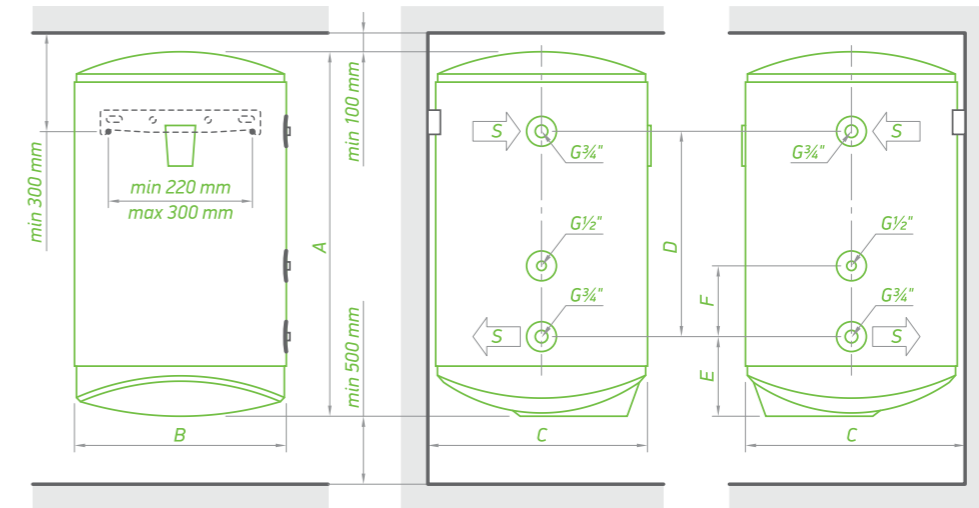 min 300 mm
min 220 mm
max 300 mm
B
A
min 100 mm
min 500 mm
S
G¾"
G½"
G¾"
S
C
D
F
E
S
G¾"
G½"
G¾"
S
C